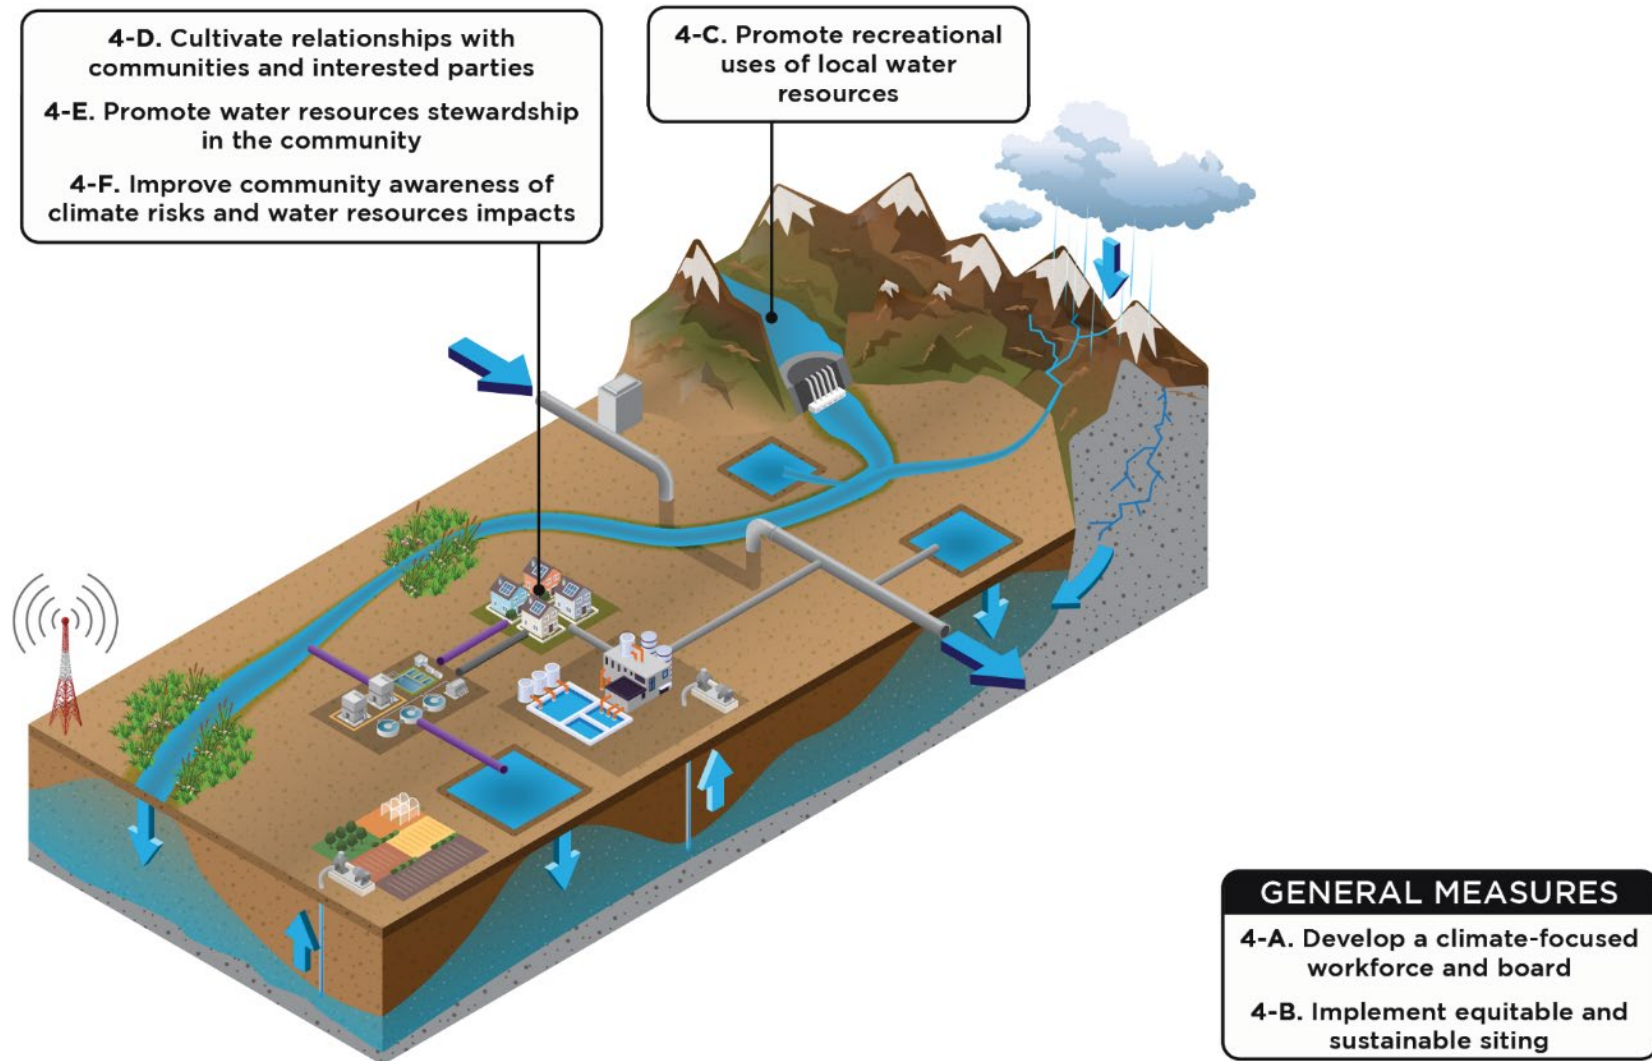 4-D. Cultivate relationships with
communities and interested parties
4-E. Promote water resources stewardship
in the community
4-F. Improve community awareness of
climate risks and water resources impacts
4-C. Promote recreational
uses of local water
resources
GENERAL MEASURES
4-A. Develop a climate-focused
workforce and board
4-B. Implement equitable and
sustainable siting